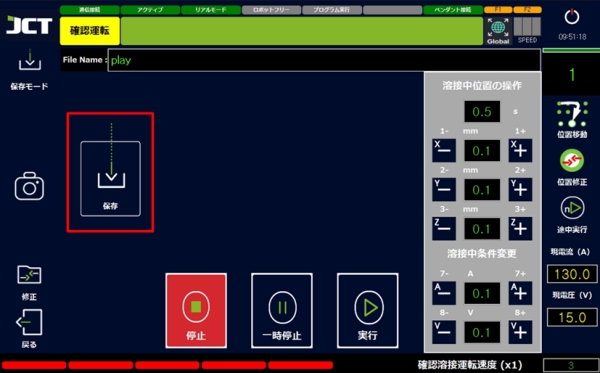 通信接続 アクティブ リアルモード ロボットフリー プログラム実行 ペンダント接続 F1 F2
JCT 確認運転 Global SPEED 09:51:18
File Name : play
1
保存モード
溶接中位置の操作
0.5 s
1- mm 1+
X 0.1 X
2- mm 2+
Y 0.1 Y
3- mm 3+
Z 0.1 Z
溶接中条件変更
7- A 7+
A 0.1 A
8- V 8+
V 0.1 V
保存
位置移動
位置修正
n
途中実行
現電流 (A)
130.0
現電圧 (V)
15.0
修正
戻る
停止 一時停止 実行
確認溶接運転速度 (x1) 3